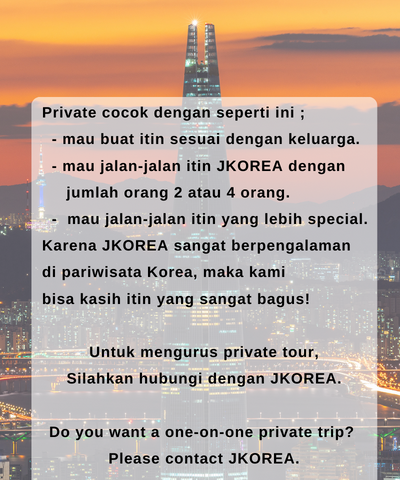 Private cocok dengan seperti ini ;
- mau buat itin sesuai dengan keluarga.
- mau jalan-jalan itin JKOREA dengan
jumlah orang 2 atau 4 orang.
- mau jalan-jalan itin yang lebih special.
Karena JKOREA sangat berpengalaman
di pariwisata Korea, maka kami
bisa kasih itin yang sangat bagus!
Untuk mengurus private tour,
Silahkan hubungi dengan JKOREA.
Do you want a one-on-one private trip?
Please contact JKOREA.